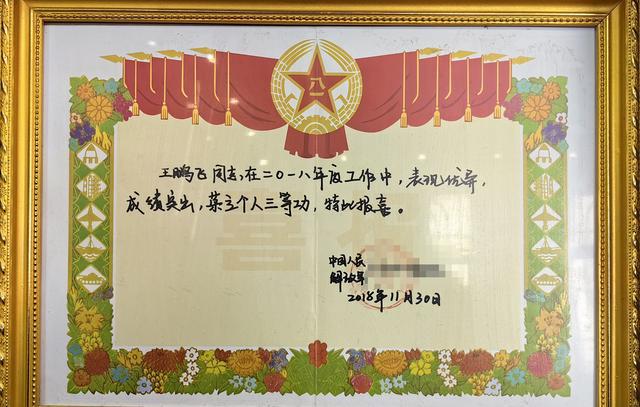 八一
王鹏飞同志,在二〇一八年度工作中,表现优异,
成绩突出,荣立个人三等功,特此报喜。
中国人民
解放军
2018年11月30日